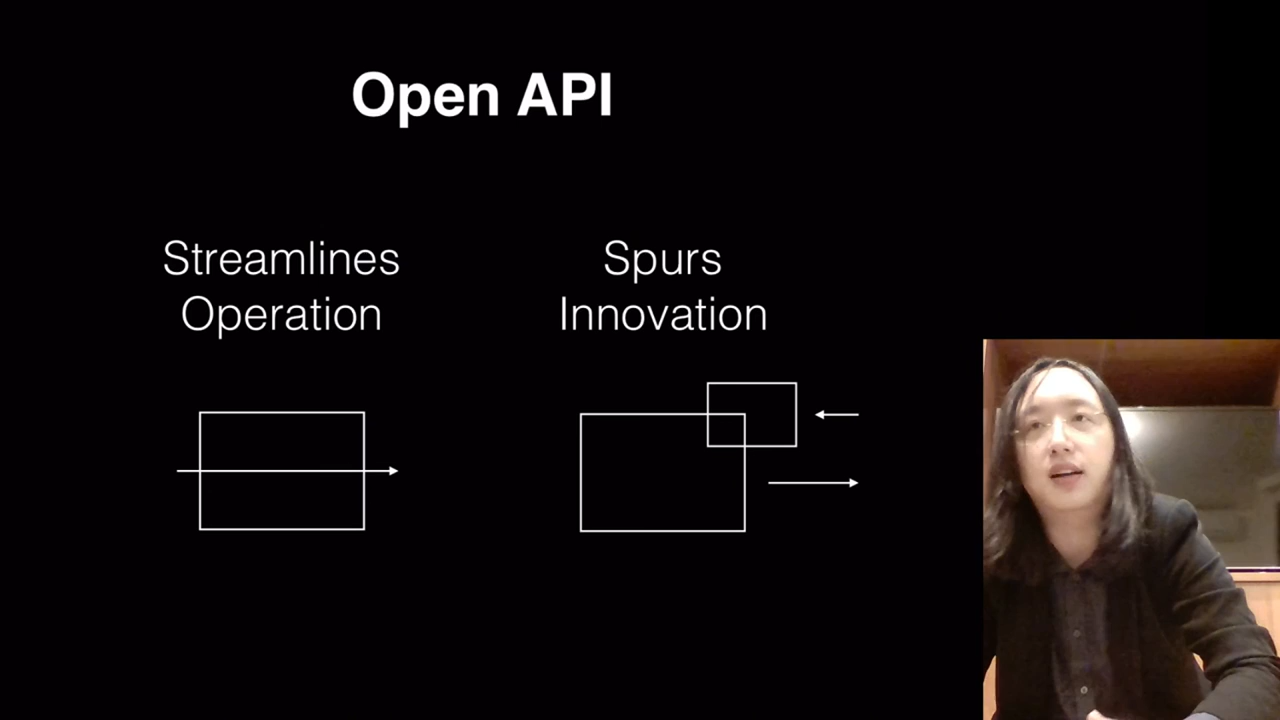 Open API
Streamlines
Operation
Spurs
Innovation